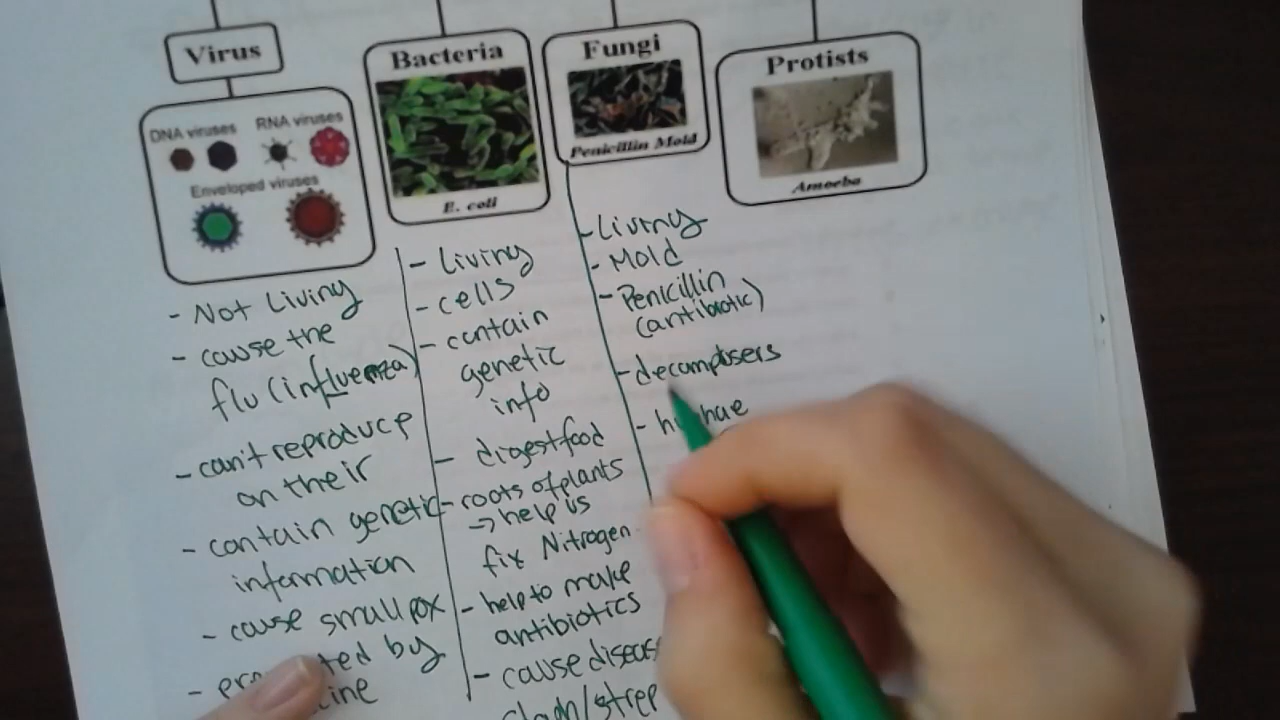 Virus
Bacteria
Fungi
Protists
DNA viruses
RNA viruses
Enveloped viruses
E. coli
Penicillin Mold
Amoeba
- Not Living
- cause the
flu (influenza)
- can't reproduce
on their
- contain genetic
information
- cause small pox
- by
- Living
- cells
- contain
genetic
info
- digest food
- roots of plants
→ help us
fix Nitrogen
- help to make
antibiotics
- cause
/strep
- Living
- Mold
- Penicillin
(antibiotic)
- decomposers
-